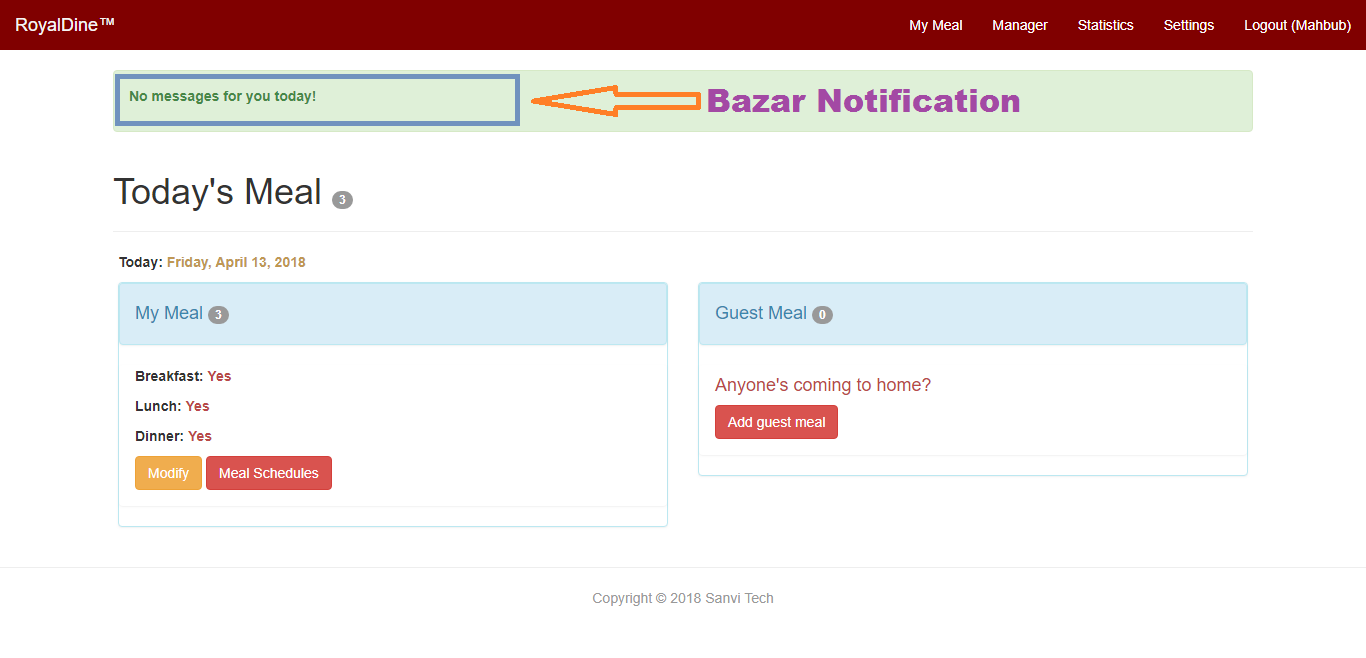 RoyalDine™ My Meal Manager Statistics Settings Logout (Mahbub)
No messages for you today! Bazar Notification
Today's Meal 3
Today: Friday, April 13, 2018
My Meal 3
Breakfast: Yes
Lunch: Yes
Dinner: Yes
Modify Meal Schedules
Guest Meal 0
Anyone's coming to home?
Add guest meal
Copyright © 2018 Sanvi Tech